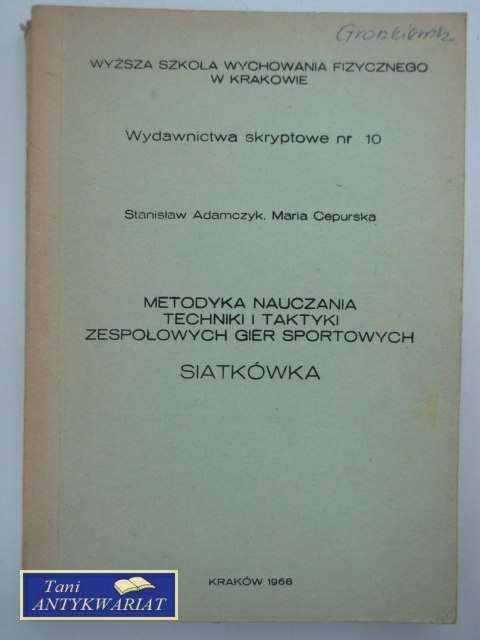 WYŻSZA SZKOŁA WYCHOWANIA FIZYCZNEGO
W KRAKOWIE
Wydawnictwa skryptowe nr 10
Stanisław Adamczyk, Maria Cepurska
METODYKA NAUCZANIA
TECHNIKI I TAKTYKI
ZESPOŁOWYCH GIER SPORTOWYCH
SIATKÓWKA
KRAKÓW 1968
Tani
ANTYKWARIAT